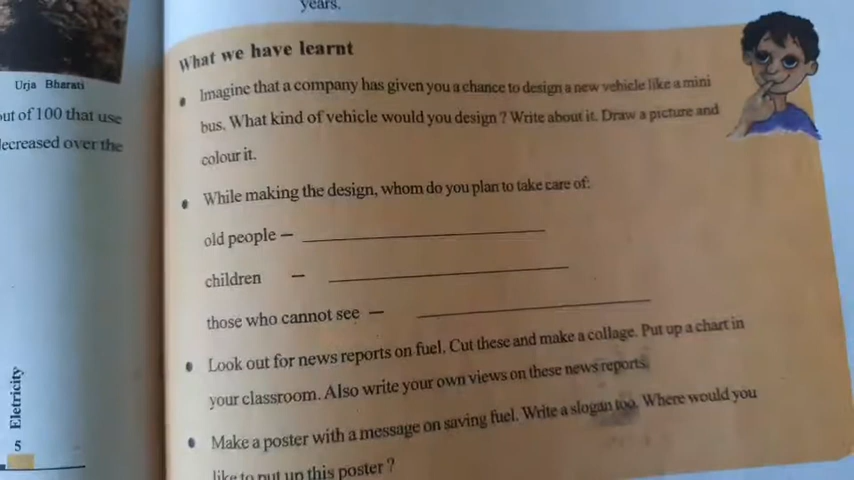 years.
Urja Bharati
out of 100 that use
decreased over the
Eletricity
5
What we have learnt
• Imagine that a company has given you a chance to design a new vehicle like a mini
bus. What kind of vehicle would you design ? Write about it. Draw a picture and
colour it.
• While making the design, whom do you plan to take care of:
old people –
children –
those who cannot see –
• Look out for news reports on fuel. Cut these and make a collage. Put up a chart in
your classroom. Also write your own views on these news reports.
• Make a poster with a message on saving fuel. Write a slogan too. Where would you
like to put up this poster ?